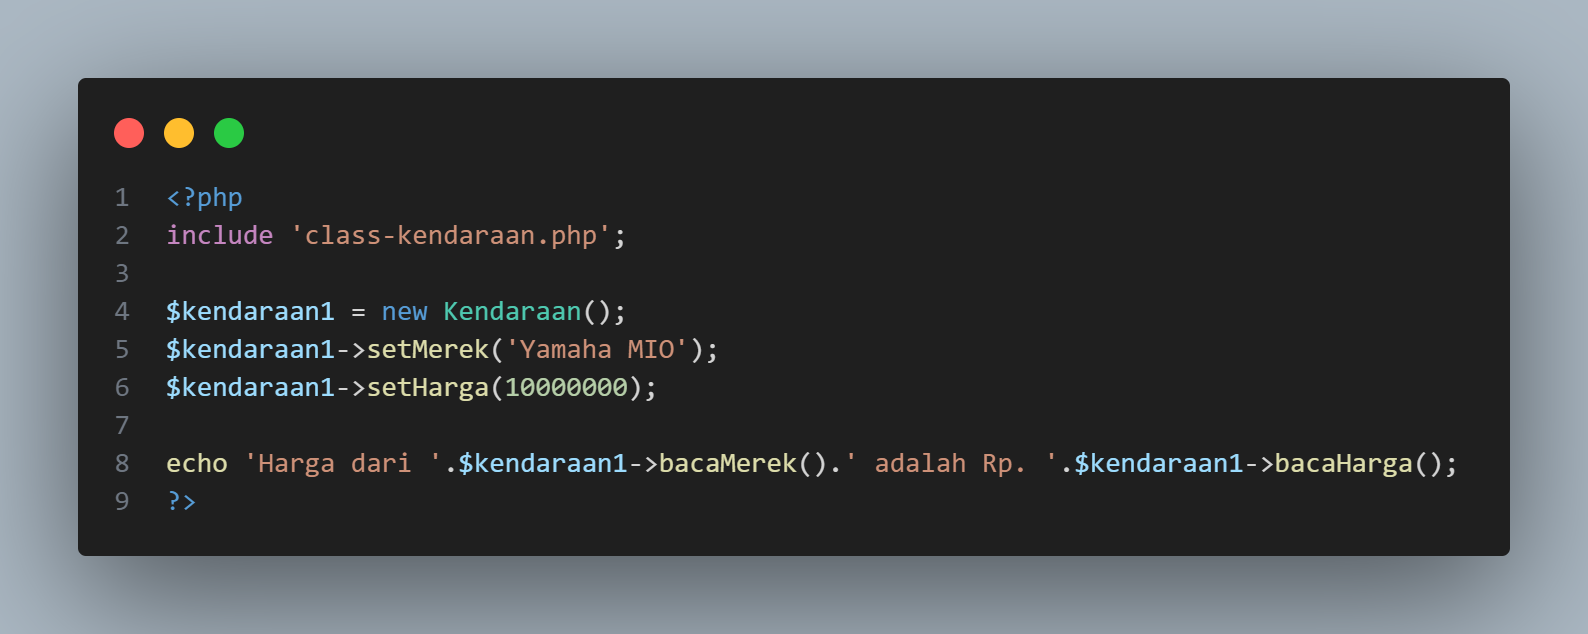 1 <?php
2 include 'class-kendaraan.php';
3
4 $kendaraan1 = new Kendaraan();
5 $kendaraan1->setMerek('Yamaha MIO');
6 $kendaraan1->setHarga(10000000);
7
8 echo 'Harga dari '.$kendaraan1->bacaMerek().' adalah Rp. '.$kendaraan1->bacaHarga();
9 ?>